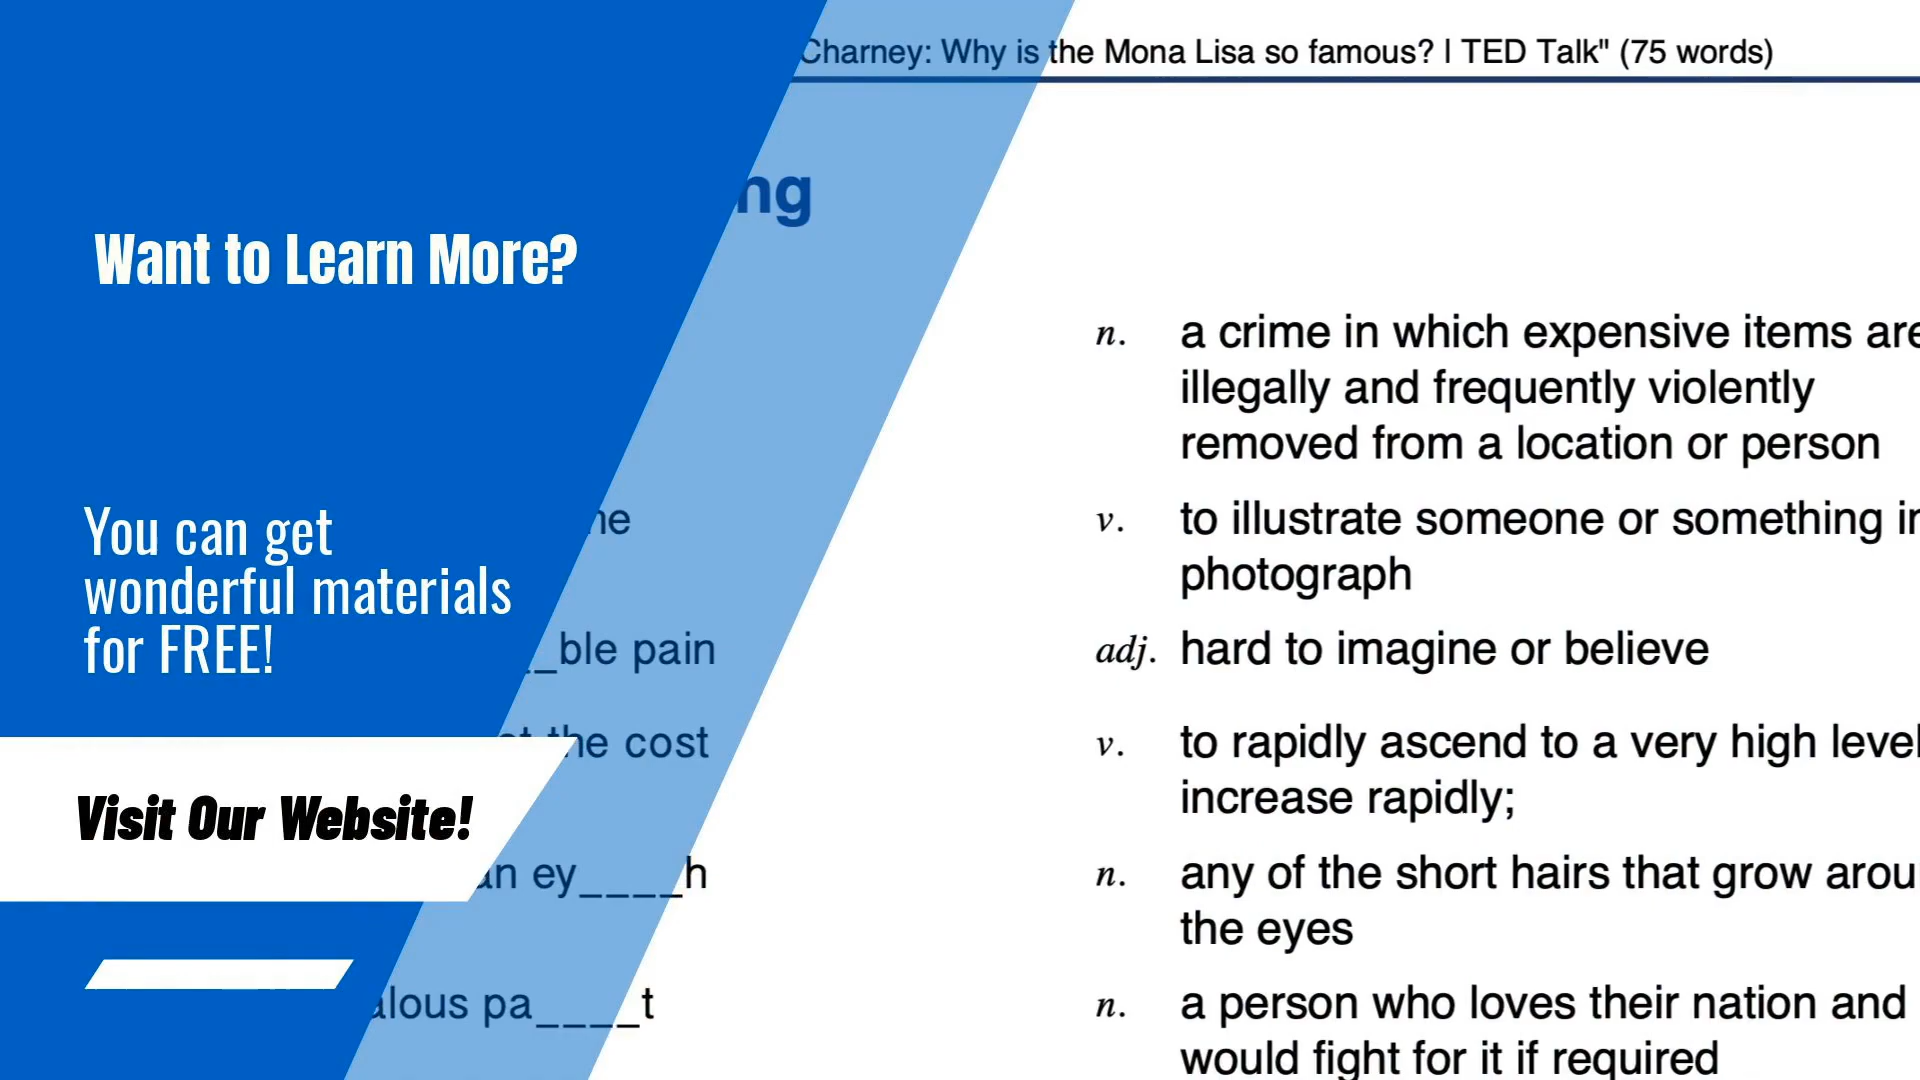 Charney: Why is the Mona Lisa so famous? | TED Talk" (75 words)
ng
Want to Learn More?
You can get
wonderful materials
for FREE!
Visit Our Website!
n. a crime in which expensive items are
illegally and frequently violently
removed from a location or person
ne v. to illustrate someone or something in
photograph
_ble pain adj. hard to imagine or believe
the cost v. to rapidly ascend to a very high level
increase rapidly;
an ey____h n. any of the short hairs that grow arou
the eyes
alous pa____t n. a person who loves their nation and
would fight for it if required